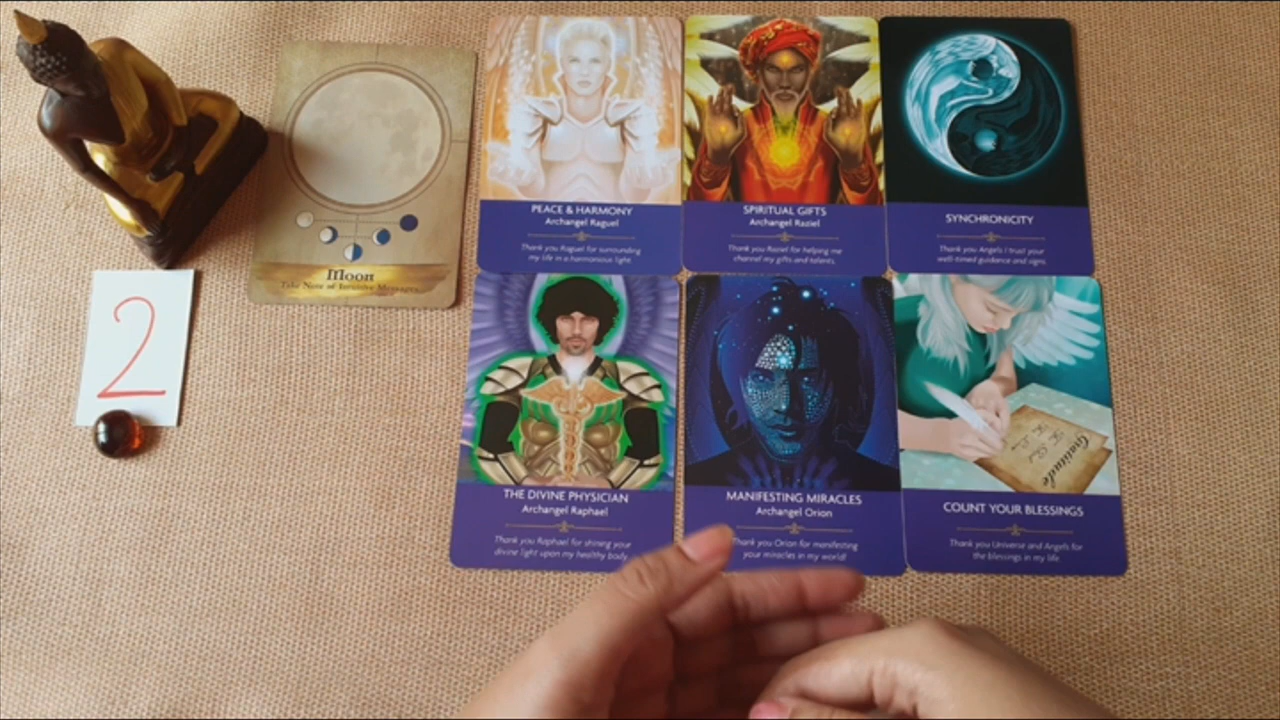 Moon
Take Note of Intuitive Messages
PEACE & HARMONY
Archangel Raguel
Thank you Raguel for surrounding
my life in a harmonious light.
SPIRITUAL GIFTS
Archangel Raziel
Thank you Raziel for helping me
channel my gifts and talents.
SYNCHRONICITY
Thank you Angels I trust your
well-timed guidance and signs.
2
THE DIVINE PHYSICIAN
Archangel Raphael
Thank you Raphael for shining your
divine light upon my healthy body.
MANIFESTING MIRACLES
Archangel Orion
Thank you Orion for manifesting
your miracles in my world!
Gratitude
COUNT YOUR BLESSINGS
Thank you Universe and Angels for
the blessings in my life.